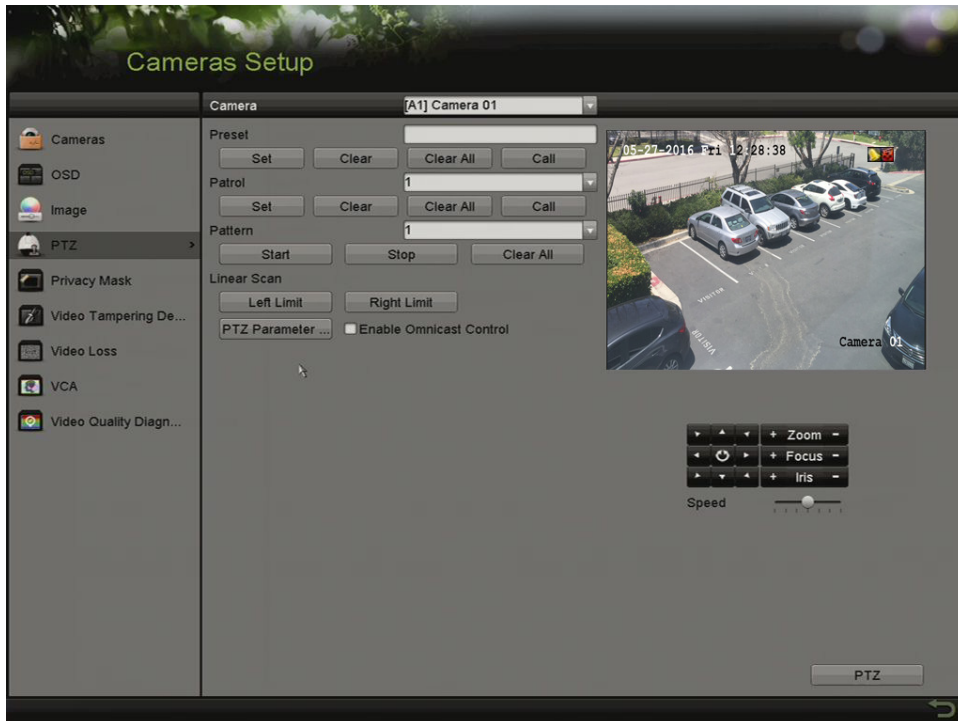 Cameras Setup
Camera [A1] Camera 01
Cameras
OSD
Image
PTZ
Privacy Mask
Video Tampering De...
Video Loss
VCA
Video Quality Diagn...
Preset
Set Clear Clear All Call
Patrol 1
Set Clear Clear All Call
Pattern 1
Start Stop Clear All
Linear Scan
Left Limit Right Limit
PTZ Parameter ... Enable Omnicast Control
05-27-2016 Fri 12:28:38
VISITOR
VISITOR
Camera 01
+ Zoom -
+ Focus -
+ Iris -
Speed
PTZ